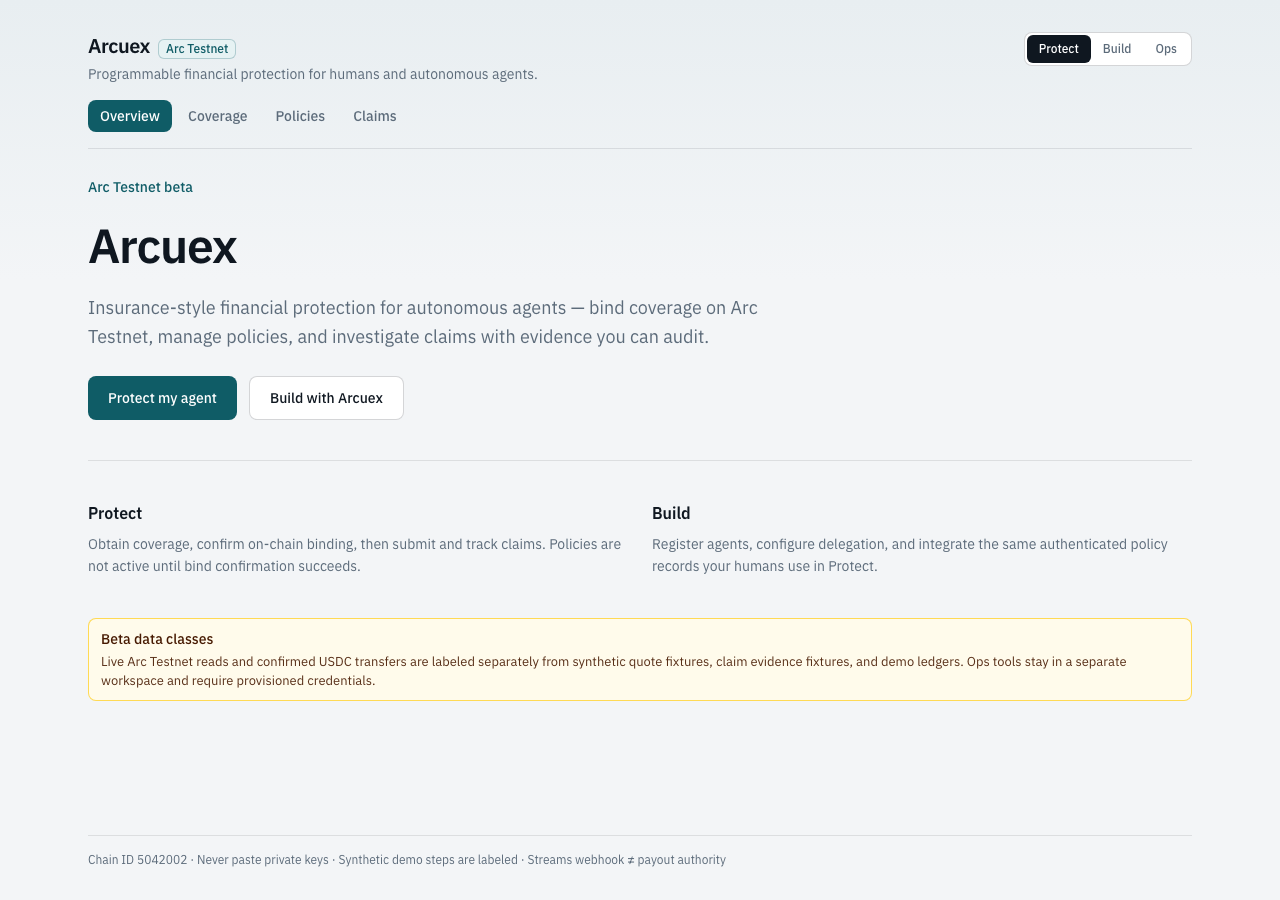 Arcuex Arc Testnet
Programmable financial protection for humans and autonomous agents.
Protect Build Ops
Overview Coverage Policies Claims
Arc Testnet beta
Arcuex
Insurance-style financial protection for autonomous agents — bind coverage on Arc
Testnet, manage policies, and investigate claims with evidence you can audit.
Protect my agent Build with Arcuex
Protect
Obtain coverage, confirm on-chain binding, then submit and track claims. Policies are
not active until bind confirmation succeeds.
Build
Register agents, configure delegation, and integrate the same authenticated policy
records your humans use in Protect.
Beta data classes
Live Arc Testnet reads and confirmed USDC transfers are labeled separately from synthetic quote fixtures, claim evidence fixtures, and demo ledgers. Ops tools stay in a separate
workspace and require provisioned credentials.
Chain ID 5042002 · Never paste private keys · Synthetic demo steps are labeled · Streams webhook ≠ payout authority